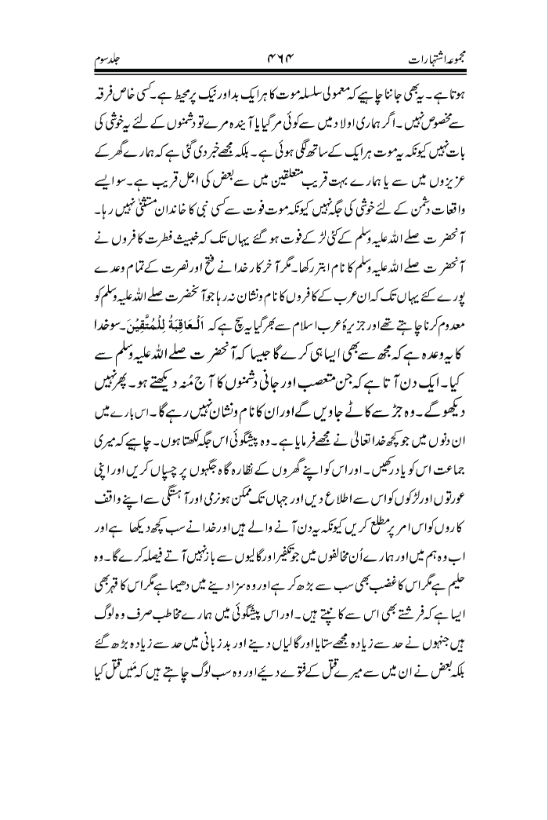 مجموعہ اشتہارات ۴۶۴ جلد سوم
ہوتا ہے۔ یہ بھی جاننا چاہیے کہ معمولی سلسلہ موت کا ہر ایک بد اور نیک پر محیط ہے۔ کسی خاص فرقہ
سے مخصوص نہیں۔ اگر ہماری اولاد میں سے کوئی مر گیا یا آیندہ مرے تو دشمنوں کے لئے یہ خوشی کی
بات نہیں کیونکہ یہ موت ہر ایک کے ساتھ لگی ہوئی ہے۔ بلکہ مجھے خبر دی گئی ہے کہ ہمارے گھر کے
عزیزوں میں سے یا ہمارے بہت قریب متعلقین میں سے بعض کی اجل قریب ہے۔ سو ایسے
واقعات دشمن کے لئے خوشی کی جگہ نہیں کیونکہ موت فوت سے کسی نبی کا خاندان مستثنیٰ نہیں رہا۔
آنحضرت صلے اللہ علیہ وسلم کے کئی لڑکے فوت ہو گئے یہاں تک کہ خبیث فطرت کافروں نے
آنحضرت صلے اللہ علیہ وسلم کا نام ابتر رکھا۔ مگر آخر کار خدا نے فتح اور نصرت کے تمام وعدے
پورے کئے یہاں تک کہ ان عرب کے کافروں کا نام و نشان نہ رہا جو آنحضرت صلے اللہ علیہ وسلم کو
معدوم کرنا چاہتے تھے اور جزیرۂ عرب اسلام سے بھر گیا یہ سچ ہے کہ اَلْعَاقِبَةُ لِلْمُتَّقِيْنَ۔ سو خدا
کا یہ وعدہ ہے کہ مجھ سے بھی ایسا ہی کرے گا جیسا کہ آنحضرت صلے اللہ علیہ وسلم سے
کیا۔ ایک دن آتا ہے کہ جن متعصب اور جانی دشمنوں کا آج مُنہ دیکھتے ہو۔ پھر نہیں
دیکھو گے۔ وہ جڑ سے کاٹے جاویں گے اور ان کا نام و نشان نہیں رہے گا۔ اس بارے میں
ان دنوں میں جو کچھ خدا تعالیٰ نے مجھے فرمایا ہے۔ وہ پیشگوئی اس جگہ لکھتا ہوں۔ چاہیے کہ میری
جماعت اس کو یاد رکھیں۔ اور اس کو اپنے گھروں کے نظارہ گاہ جگہوں پر چسپاں کریں اور اپنی
عورتوں اور لڑکوں کو اس سے اطلاع دیں اور جہاں تک ممکن ہو نرمی اور آہستگی سے اپنے واقف
کاروں کو اس امر پر مطلع کریں کیونکہ یہ دن آنے والے ہیں اور خدا نے سب کچھ دیکھا ہے اور
اب وہ ہم میں اور ہمارے اُن مخالفوں میں جو تکفیر اور گالیوں سے باز نہیں آتے فیصلہ کرے گا۔ وہ
حلیم ہے مگر اس کا غضب بھی سب سے بڑھ کر ہے اور وہ سزا دینے میں دھیما ہے مگر اس کا قہر بھی
ایسا ہے کہ فرشتے بھی اس سے کانپتے ہیں۔ اور اس پیشگوئی میں ہمارے مخاطب صرف وہ لوگ
ہیں جنہوں نے حد سے زیادہ مجھے ستایا اور گالیاں دینے اور بدزبانی میں حد سے زیادہ بڑھ گئے
بلکہ بعض نے ان میں سے میرے قتل کے فتوے دیئے اور وہ سب لوگ چاہتے ہیں کہ مَیں قتل کیا